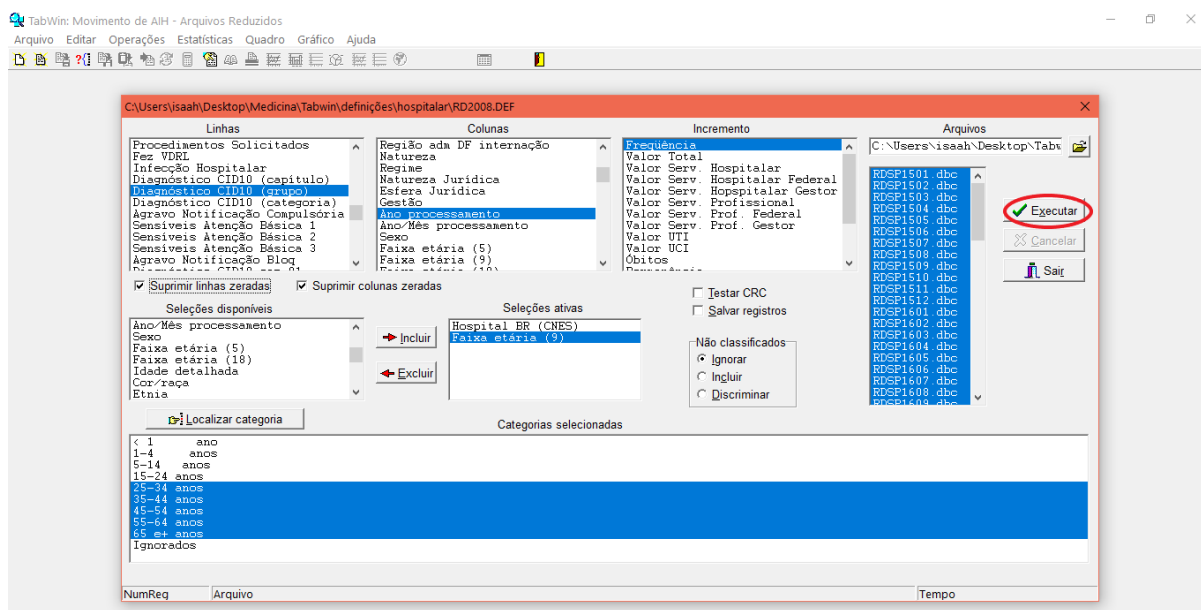 TabWin: Movimento de AIH - Arquivos Reduzidos
Arquivo Editar Operações Estatísticas Quadro Gráfico Ajuda
C:\Users\isaah\Desktop\Medicina\Tabwin\definições\hospitalar\RD2008.DEF
Linhas
Procedimentos Solicitados
Fez VDRL
Infecção Hospitalar
Diagnóstico CID10 (capítulo)
Diagnóstico CID10 (grupo)
Diagnóstico CID10 (categoria)
Agravo Notificação Compulsória
Sensíveis Atenção Básica 1
Sensíveis Atenção Básica 2
Sensíveis Atenção Básica 3
Agravo Notificação Bloq
Colunas
Região adm DF internação
Natureza
Regime
Natureza Jurídica
Esfera Jurídica
Gestão
Ano processamento
Ano/Mês processamento
Sexo
Faixa etária (5)
Faixa etária (9)
Incremento
Freqüência
Valor Total
Valor Serv. Hospitalar
Valor Serv. Hospitalar Federal
Valor Serv. Hopspitalar Gestor
Valor Serv. Profissional
Valor Serv. Prof. Federal
Valor Serv. Prof. Gestor
Valor UTI
Valor UCI
Óbitos
Arquivos
C:\Users\isaah\Desktop\Tabw
RDSP1501.dbc
RDSP1502.dbc
RDSP1503.dbc
RDSP1504.dbc
RDSP1505.dbc
RDSP1506.dbc
RDSP1507.dbc
RDSP1508.dbc
RDSP1509.dbc
RDSP1510.dbc
RDSP1511.dbc
RDSP1512.dbc
RDSP1601.dbc
RDSP1602.dbc
RDSP1603.dbc
RDSP1604.dbc
RDSP1605.dbc
RDSP1606.dbc
RDSP1607.dbc
RDSP1608.dbc
RDSP1609.dbc
Executar
Cancelar
Sair
Suprimir linhas zeradas
Suprimir colunas zeradas
Testar CRC
Salvar registros
Seleções disponíveis
Ano/Mês processamento
Sexo
Faixa etária (5)
Faixa etária (18)
Idade detalhada
Cor/raça
Etnia
Incluir
Excluir
Seleções ativas
Hospital BR (CNES)
Faixa etária (9)
Não classificados
Ignorar
Incluir
Discriminar
Localizar categoria
Categorias selecionadas
< 1 ano
1-4 anos
5-14 anos
15-24 anos
25-34 anos
35-44 anos
45-54 anos
55-64 anos
65 e+ anos
Ignorados
NumReg Arquivo Tempo